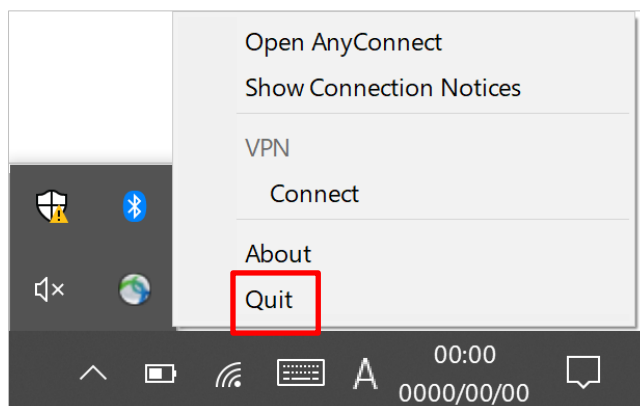 Open AnyConnect
Show Connection Notices
VPN
Connect
About
Quit
A
00:00
0000/00/00